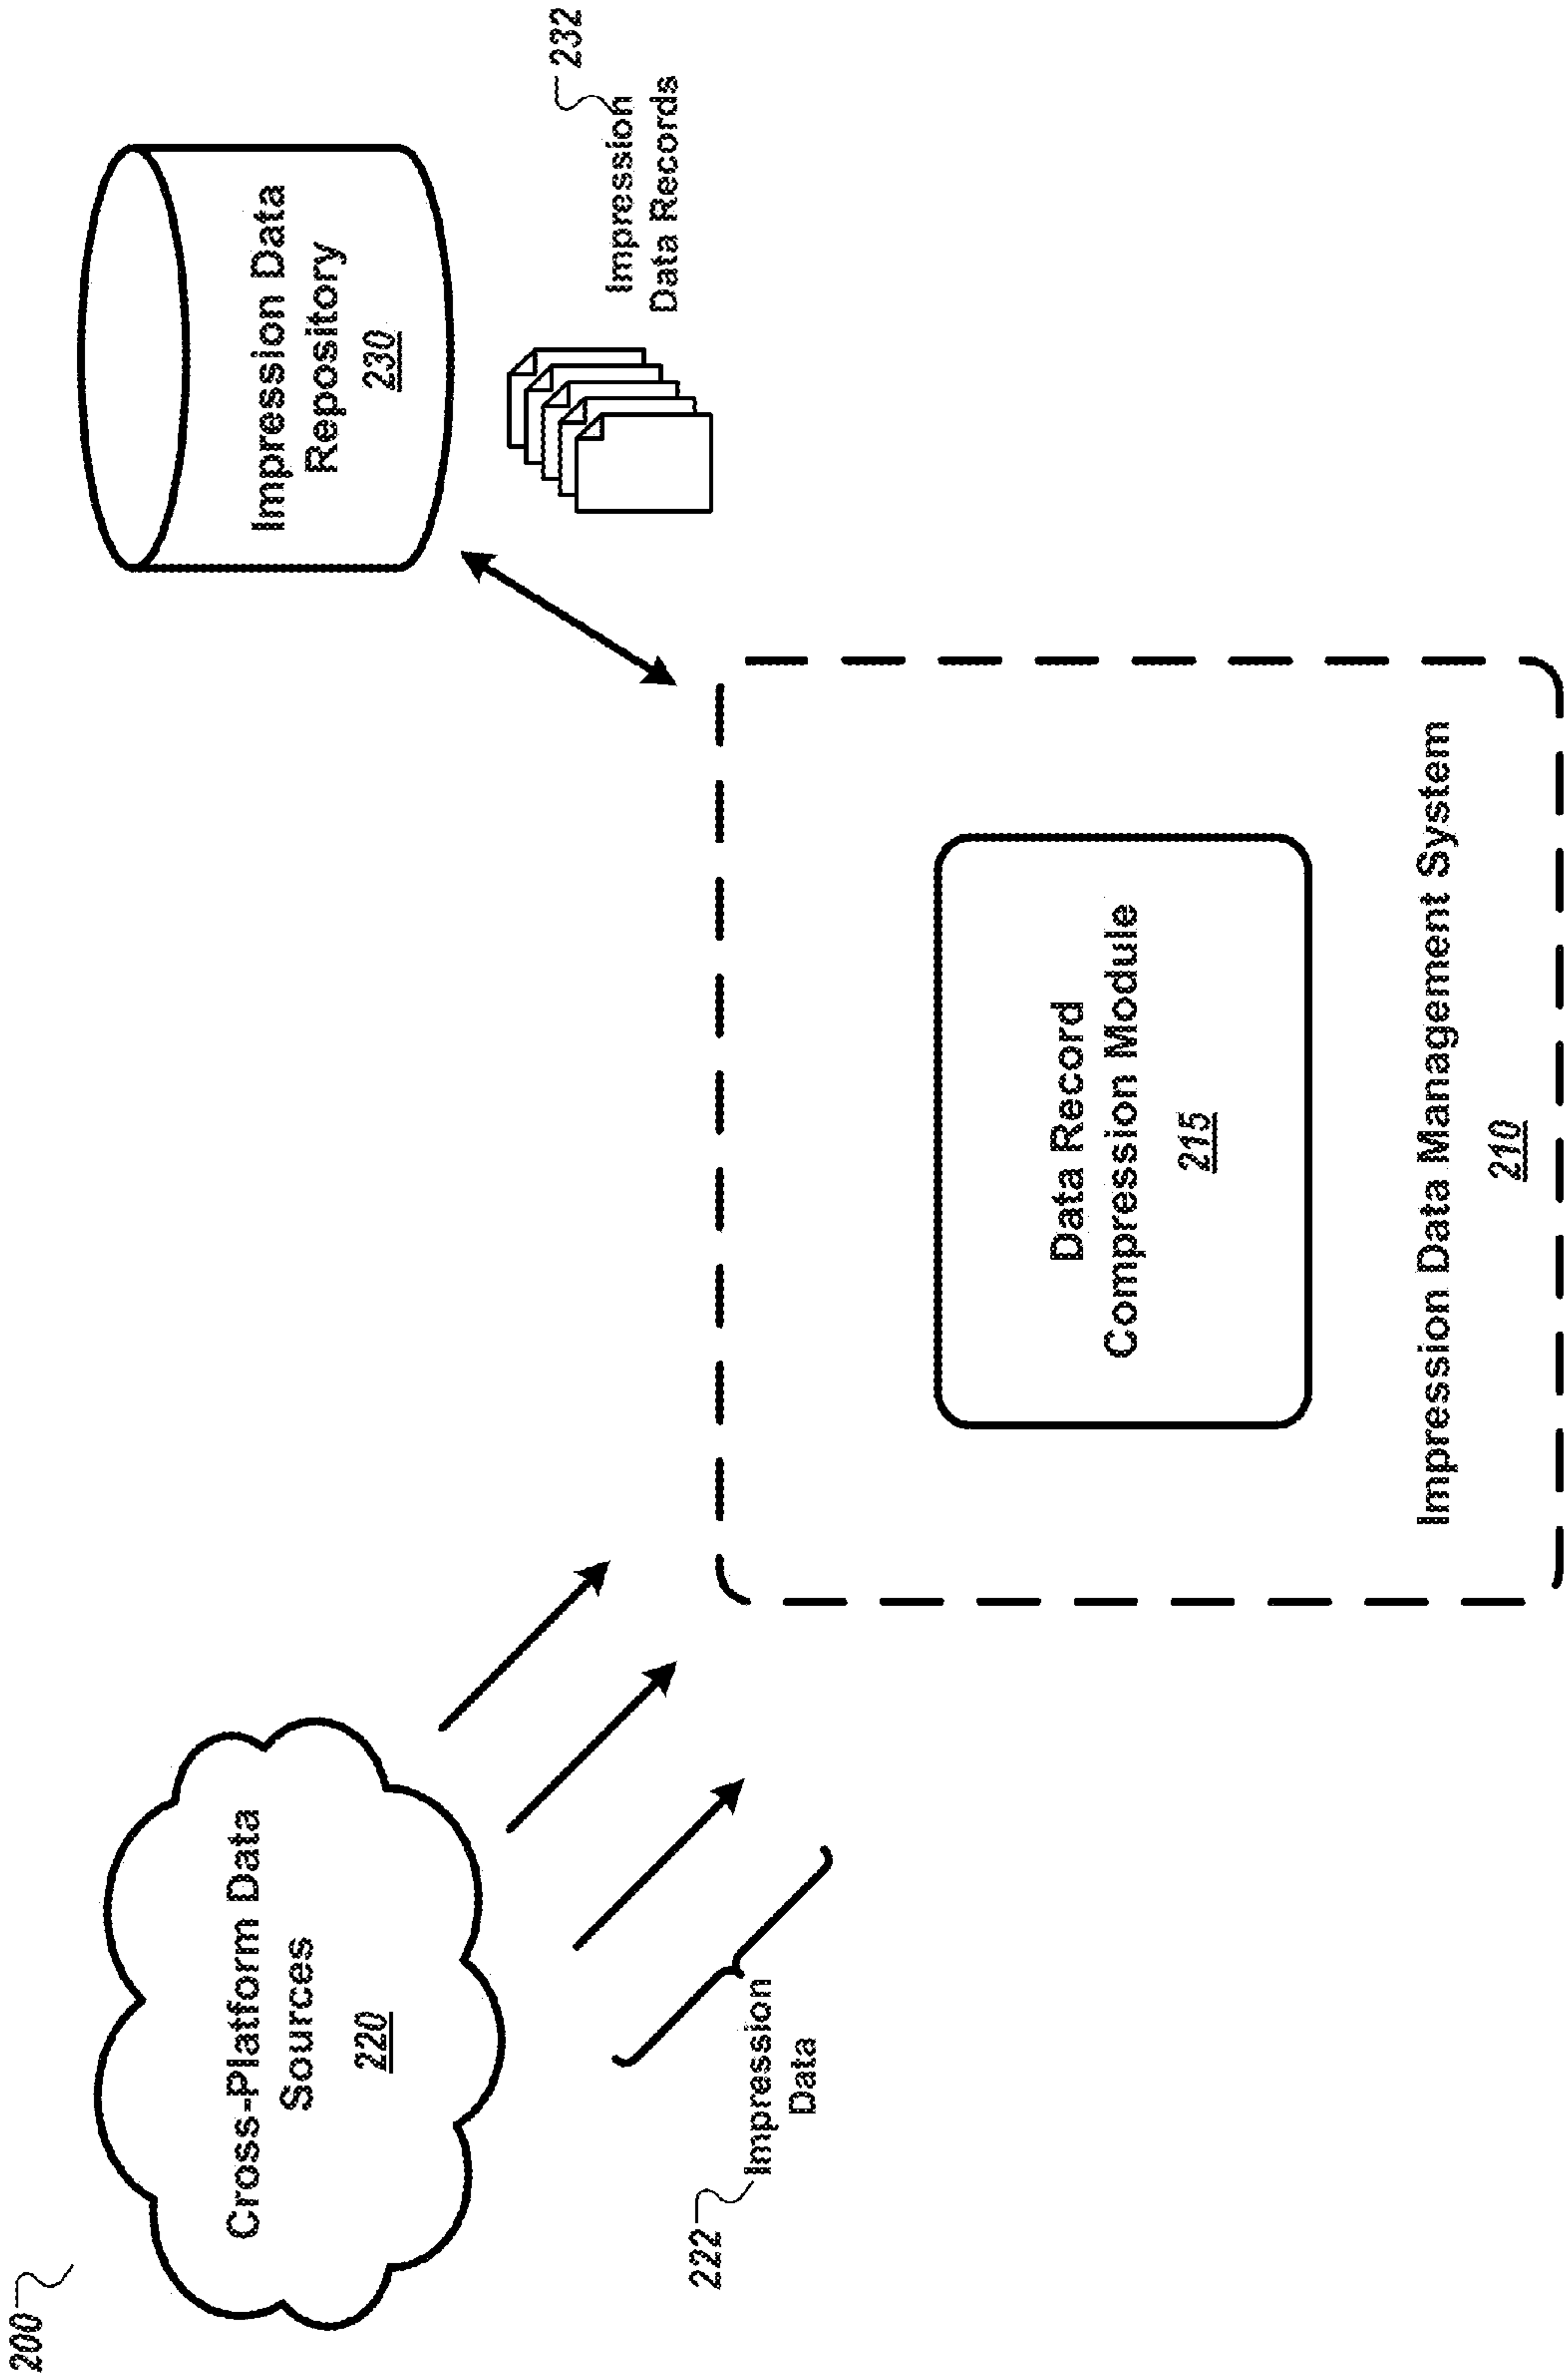 200
Cross-Platform Data
Sources
220
222
Impression
Data
Impression Data
Repository
230
232
Impression
Data Records
Data Record
Compression Module
215
Impression Data Management System
210